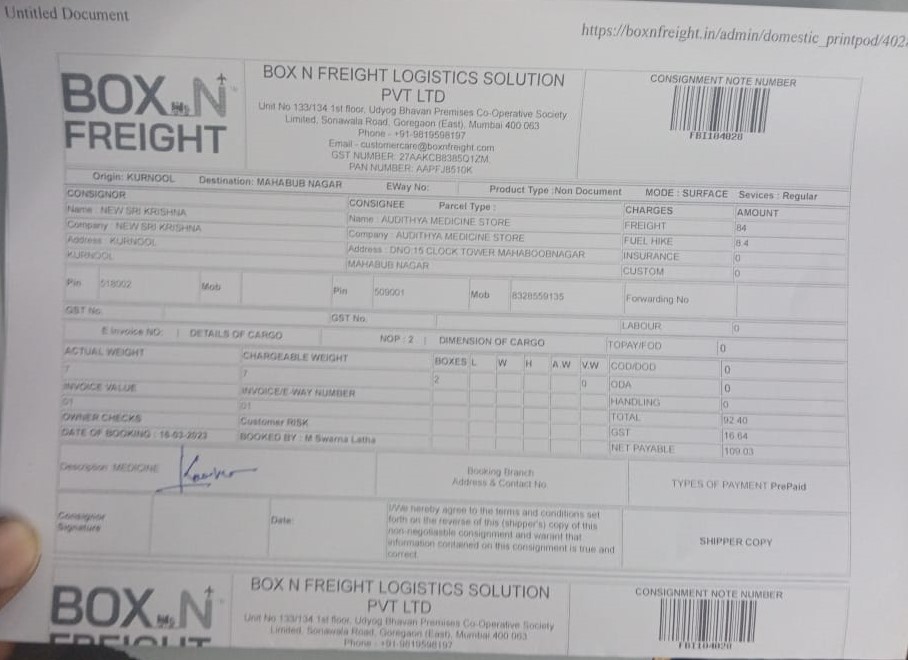 Untitled Document
https://boxnfreight.in/admin/domestic_printpod/402
BOX N
FREIGHT
BOX N FREIGHT LOGISTICS SOLUTION
PVT LTD
Unit No 133/134 1st floor, Udyog Bhavan Premises Co-Operative Society
Limited, Sonawala Road, Goregaon (East), Mumbai 400 063
Phone - +91-9819598197
Email - customercare@boxnfreight.com
GST NUMBER: 27AAKCB8385Q1ZM
PAN NUMBER: AAPFJ8510K
CONSIGNMENT NOTE NUMBER
FBI104020
Origin: KURNOOL Destination: MAHABUB NAGAR EWay No: Product Type :Non Document MODE : SURFACE Sevices : Regular
CONSIGNOR CONSIGNEE Parcel Type : CHARGES AMOUNT
Name : NEW SRI KRISHNA Name : AUDITHYA MEDICINE STORE FREIGHT 84
Company : NEW SRI KRISHNA Company : AUDITHYA MEDICINE STORE FUEL HIKE 8.4
Address : KURNOOL Address : DNO 15 CLOCK TOWER MAHABOOBNAGAR INSURANCE 0
KURNOOL MAHABUB NAGAR CUSTOM 0
Pin 518002 Mob Pin 509001 Mob 8328559135 Forwarding No
GST No GST No LABOUR 0
E Invoice NO: | DETAILS OF CARGO NOP : 2 | DIMENSION OF CARGO TOPAY/FOD 0
ACTUAL WEIGHT CHARGEABLE WEIGHT BOXES L W H A.W V.W COD/DOD 0
7 7 2 0 ODA 0
INVOICE VALUE INVOICE/E-WAY NUMBER HANDLING 0
01 01 TOTAL 92.40
OWNER CHECKS Customer RISK GST 16.64
DATE OF BOOKING : 16-03-2023 BOOKED BY : M Swarna Latha NET PAYABLE 109.03
Description MEDICINE
Booking Branch
Address & Contact No
TYPES OF PAYMENT PrePaid
Consignor
Signature
Date:
I/We hereby agree to the terms and conditions set
forth on the reverse of this (shipper's) copy of this
non-negotiasble consignment and warant that
information contained on this consignment is true and
correct.
SHIPPER COPY
BOX N
FREIGHT
BOX N FREIGHT LOGISTICS SOLUTION
PVT LTD
Unit No 133/134 1st floor, Udyog Bhavan Premises Co-Operative Society
Limited, Sonawala Road, Goregaon (East), Mumbai 400 063
Phone - +91-9819598197
CONSIGNMENT NOTE NUMBER
FBI104020